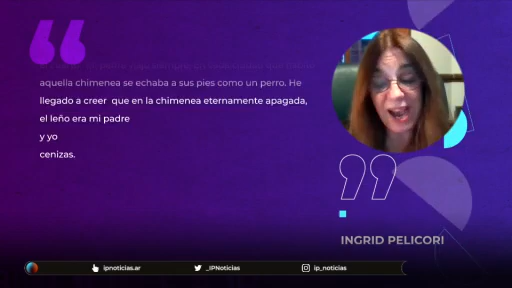 aquella chimenea se echaba a sus pies como un perro. He
llegado a creer que en la chimenea eternamente apagada,
el leño era mi padre
y yo
cenizas.
INGRID PELICORI
ipnoticias.ar
_IPNoticias
ip_noticias